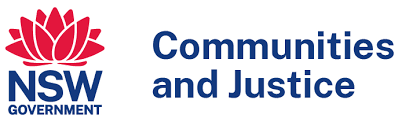 NSW
GOVERNMENT
Communities
and Justice